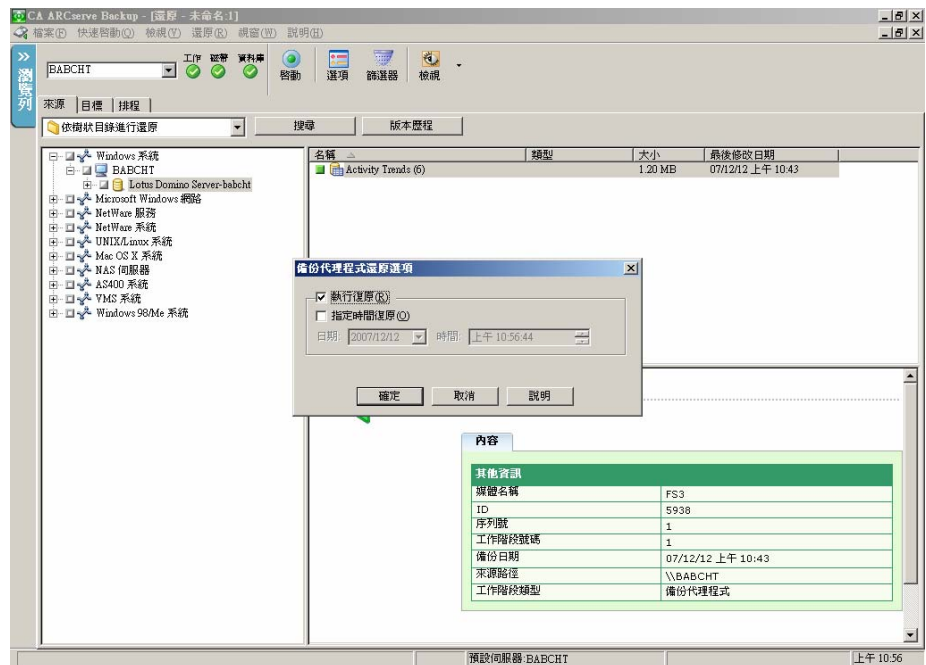 CA ARCserve Backup - [還原 - 未命名:1]
檔案(F) 快速啓動(Q) 檢視(Y) 還原(R) 視窗(W) 説明(H)
瀏覽列
BABCHT
工作 磁帶 資料庫
啓動 選項 篩選器 檢視
來源 目標 排程
依樹狀目錄進行還原 搜尋 版本歷程
Windows 系統
BABCHT
Lotus Domino Server-babcht
Microsoft Windows 網路
NetWare 服務
NetWare 系統
UNIX/Linux 系統
Mac OS X 系統
NAS 伺服器
AS400 系統
VMS 系統
Windows 98/Me 系統
名稱 類型 大小 最後修改日期
Activity Trends (6) 1.20 MB 07/12/12 上午 10:43
備份代理程式還原選項
執行復原(R)
指定時間復原(O)
日期: 2007/12/12 時間: 上午 10:56:44
確定 取消 説明
內容
其他資訊
媒體名稱 FS3
ID 5938
序列號 1
工作階段號碼 1
備份日期 07/12/12 上午 10:43
來源路徑 \\BABCHT
工作階段類型 備份代理程式
預設伺服器:BABCHT
上午 10:56